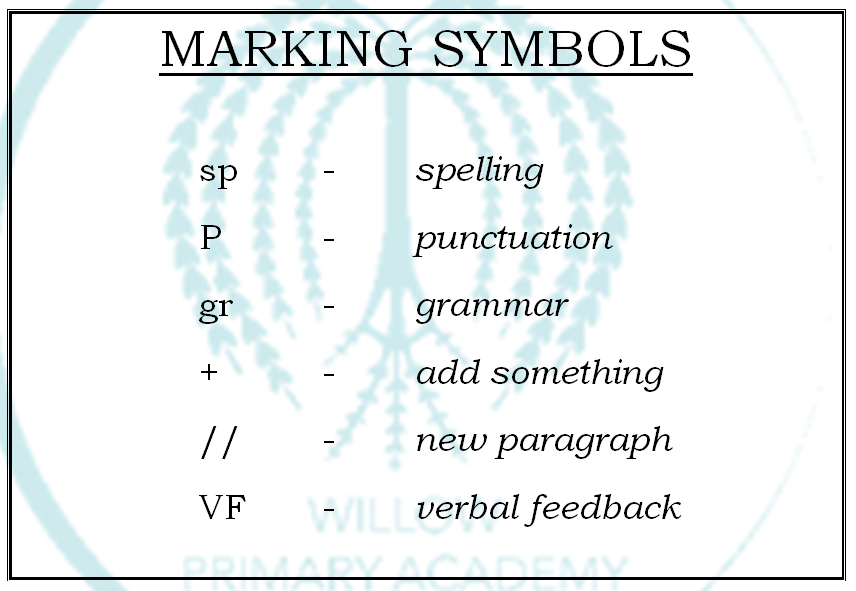 MARKING SYMBOLS
sp - spelling
P - punctuation
gr - grammar
+ - add something
// - new paragraph
VF - verbal feedback
WILLOW
PRIMARY ACADEMY